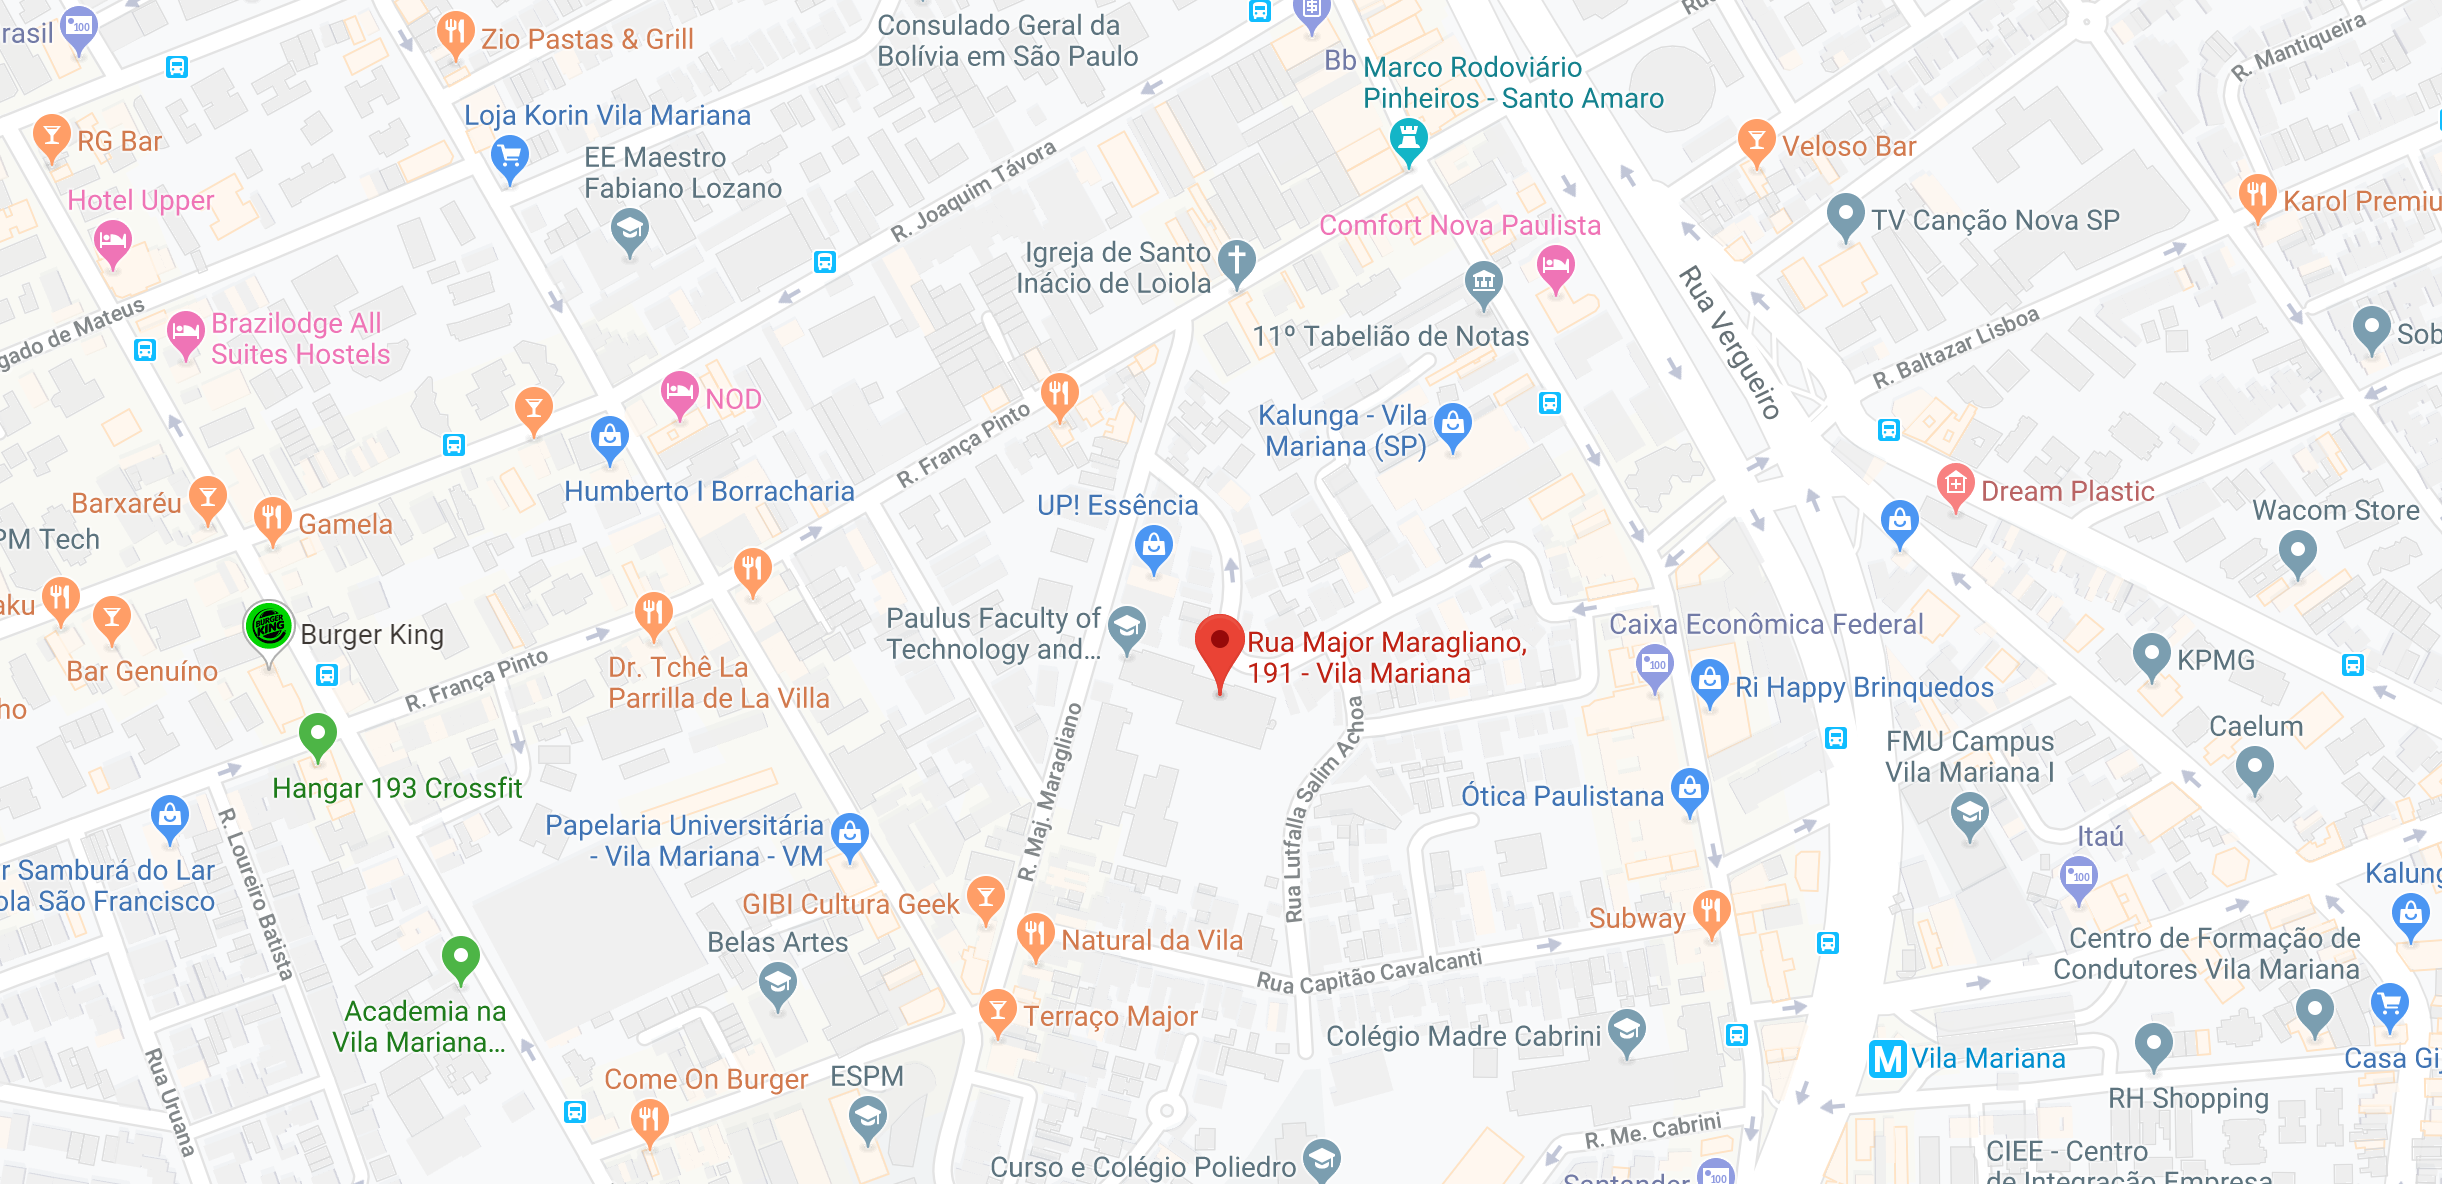 rasil
Zio Pastas & Grill
Consulado Geral da
Bolívia em São Paulo
Bb
Marco Rodoviário
Pinheiros - Santo Amaro
R. Mantiqueira
RG Bar
Loja Korin Vila Mariana
EE Maestro
Fabiano Lozano
R. Joaquim Távora
Veloso Bar
TV Canção Nova SP
Karol Premiu
Hotel Upper
Igreja de Santo
Inácio de Loiola
Comfort Nova Paulista
11º Tabelião de Notas
Rua Vergueiro
R. Baltazar Lisboa
Sob
gado de Mateus
Brazilodge All
Suites Hostels
NOD
R. França Pinto
Kalunga - Vila
Mariana (SP)
Humberto I Borracharia
Barxaréu
Gamela
PM Tech
UP! Essência
Dream Plastic
Wacom Store
aku
Bar Genuíno
BURGER
KING
Burger King
R. França Pinto
Dr. Tchê La
Parrilla de La Villa
Paulus Faculty of
Technology and...
Rua Major Maragliano,
191 - Vila Mariana
Caixa Econômica Federal
Ri Happy Brinquedos
KPMG
Caelum
ho
Hangar 193 Crossfit
R. Maj. Maragliano
Rua Lutfalla Salim Achoa
Ótica Paulistana
FMU Campus
Vila Mariana I
Itaú
r Samburá do Lar
ola São Francisco
R. Loureiro Batista
Papelaria Universitária
- Vila Mariana - VM
GIBI Cultura Geek
Belas Artes
Natural da Vila
Rua Capitão Cavalcanti
Subway
Kalung
Centro de Formação de
Condutores Vila Mariana
Academia na
Vila Mariana...
Terraço Major
Colégio Madre Cabrini
M
Vila Mariana
Casa Gi
Rua Uruana
Come On Burger
ESPM
R. Me. Cabrini
RH Shopping
Curso e Colégio Poliedro
Santander
CIEE - Centro
de Integração Empresa